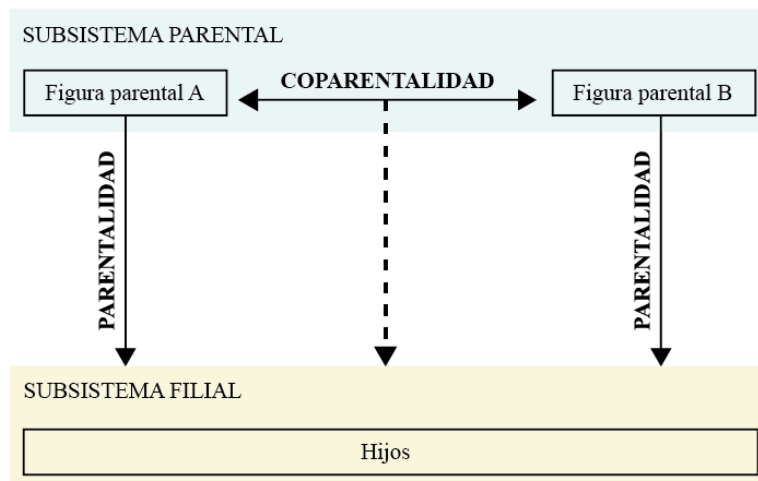 SUBSISTEMA PARENTAL
Figura parental A
COPARENTALIDAD
Figura parental B
PARENTALIDAD
PARENTALIDAD
SUBSISTEMA FILIAL
Hijos